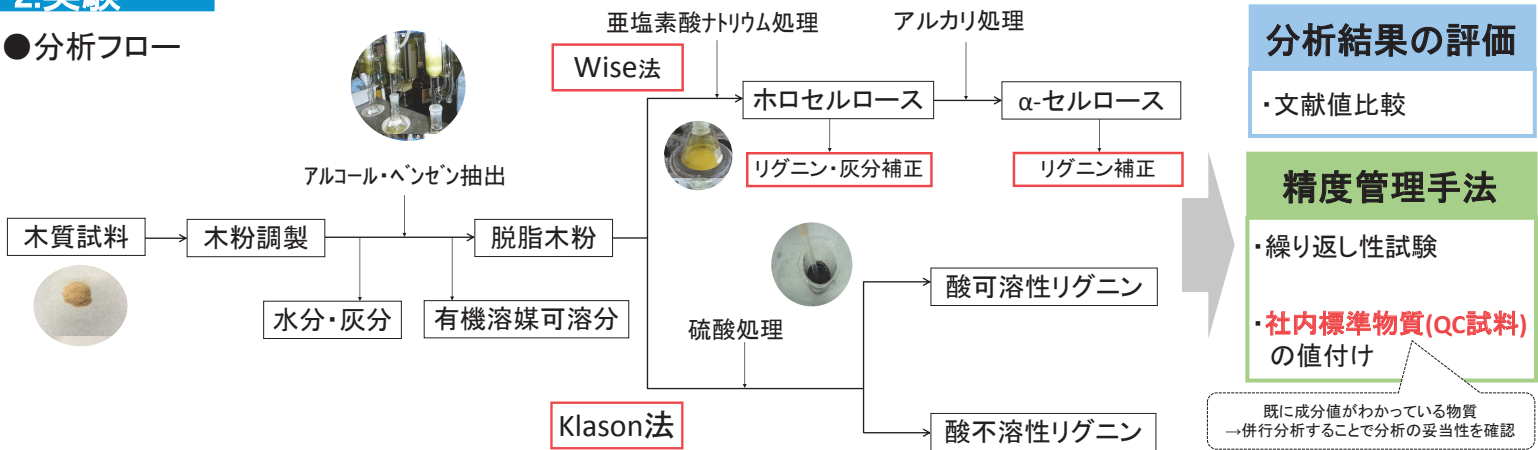 2.実験
●分析フロー
亜塩素酸ナトリウム処理
アルカリ処理
Wise法
ホロセルロース
α-セルロース
リグニン・灰分補正
リグニン補正
アルコール・ベンゼン抽出
木質試料
木粉調製
脱脂木粉
水分・灰分
有機溶媒可溶分
硫酸処理
酸可溶性リグニン
Klason法
酸不溶性リグニン
分析結果の評価
・文献値比較
精度管理手法
・繰り返し性試験
・社内標準物質(QC試料)
の値付け
既に成分値がわかっている物質
→併行分析することで分析の妥当性を確認